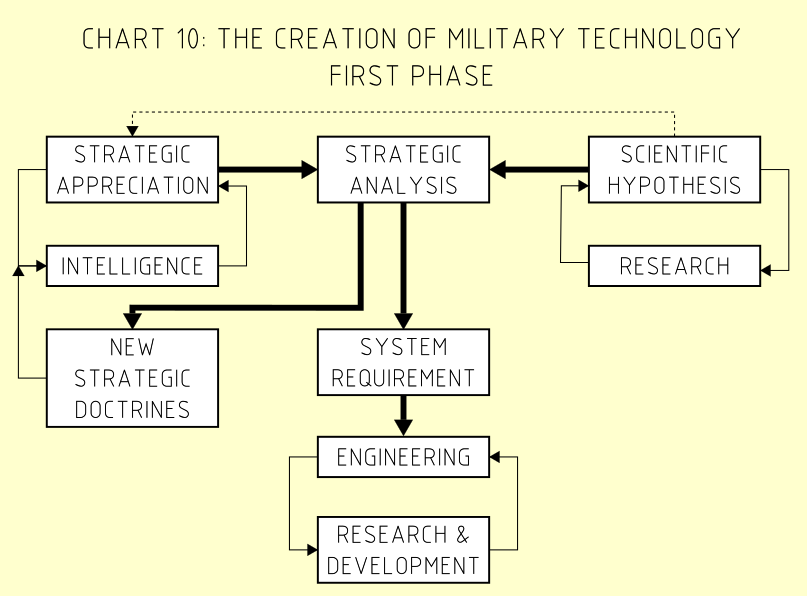 CHART 10: THE CREATION OF MILITARY TECHNOLOGY
FIRST PHASE
STRATEGIC
APPRECIATION
STRATEGIC
ANALYSIS
SCIENTIFIC
HYPOTHESIS
INTELLIGENCE
RESEARCH
NEW
STRATEGIC
DOCTRINES
SYSTEM
REQUIREMENT
ENGINEERING
RESEARCH &
DEVELOPMENT